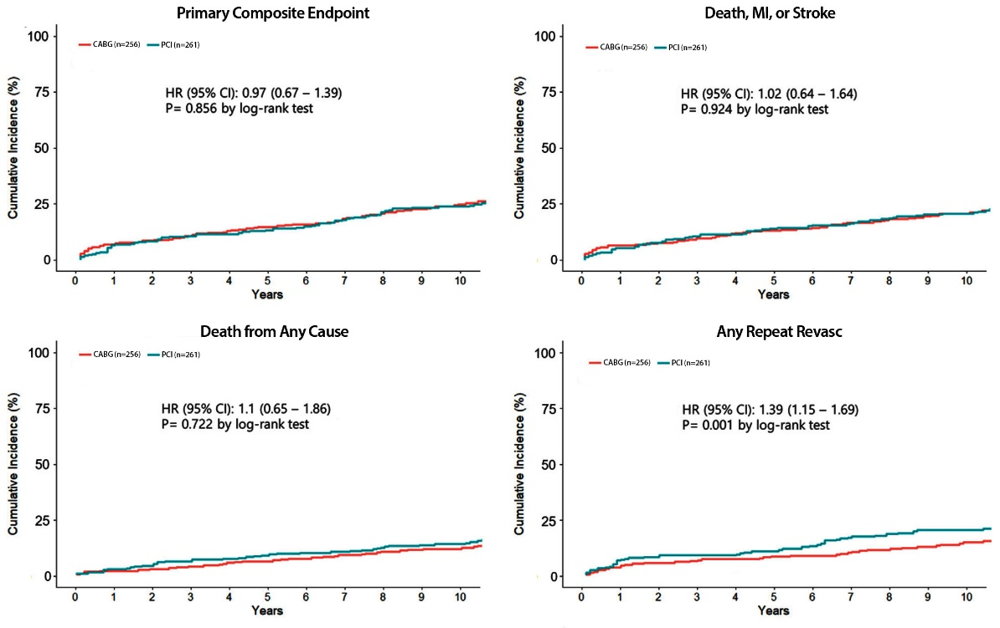 Primary Composite Endpoint
100
75
50
25
0
Cumulative Incidence (%)
CABG (n=256) PCI (n=261)
HR (95% CI): 0.97 (0.67 – 1.39)
P= 0.856 by log-rank test
0 1 2 3 4 5 6 7 8 9 10
Years
Death, MI, or Stroke
100
75
50
25
0
Cumulative Incidence (%)
CABG (n=256) PCI (n=261)
HR (95% CI): 1.02 (0.64 – 1.64)
P= 0.924 by log-rank test
0 1 2 3 4 5 6 7 8 9 10
Years
Death from Any Cause
100
75
50
25
0
Cumulative Incidence (%)
CABG (n=256) PCI (n=261)
HR (95% CI): 1.1 (0.65 – 1.86)
P= 0.722 by log-rank test
0 1 2 3 4 5 6 7 8 9 10
Years
Any Repeat Revasc
100
75
50
25
0
Cumulative Incidence (%)
CABG (n=256) PCI (n=261)
HR (95% CI): 1.39 (1.15 – 1.69)
P= 0.001 by log-rank test
0 1 2 3 4 5 6 7 8 9 10
Years